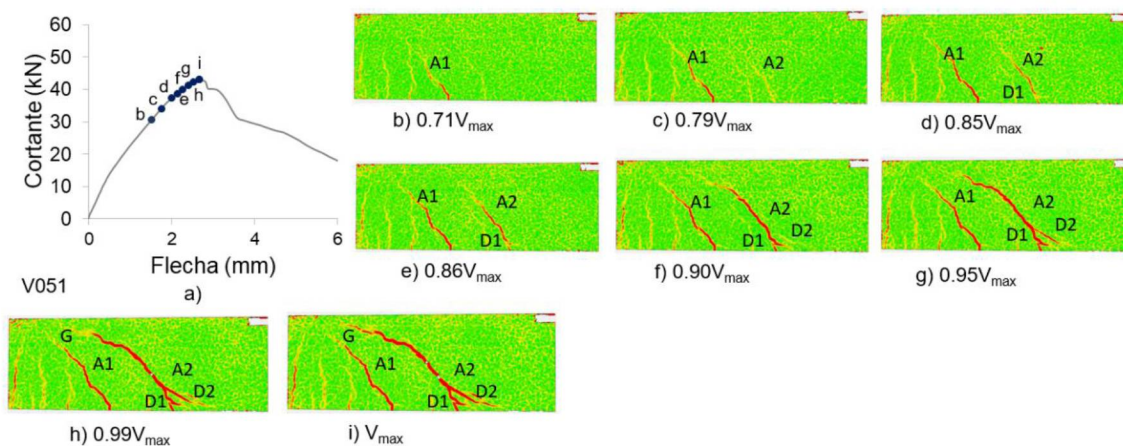 60
50
40
30
20
10
0
Cortante (kN)
b
c
d
f
g
i
e
h
0 2 4 6
Flecha (mm)
V051
a)
A1
b) 0.71Vmax
A1 A2
c) 0.79Vmax
A1 A2
D1
d) 0.85Vmax
A1 A2
D1
e) 0.86Vmax
A1 A2
D1 D2
f) 0.90Vmax
A1 A2
D1 D2
g) 0.95Vmax
G
A1 A2
D1 D2
h) 0.99Vmax
G
A1 A2
D1 D2
i) Vmax